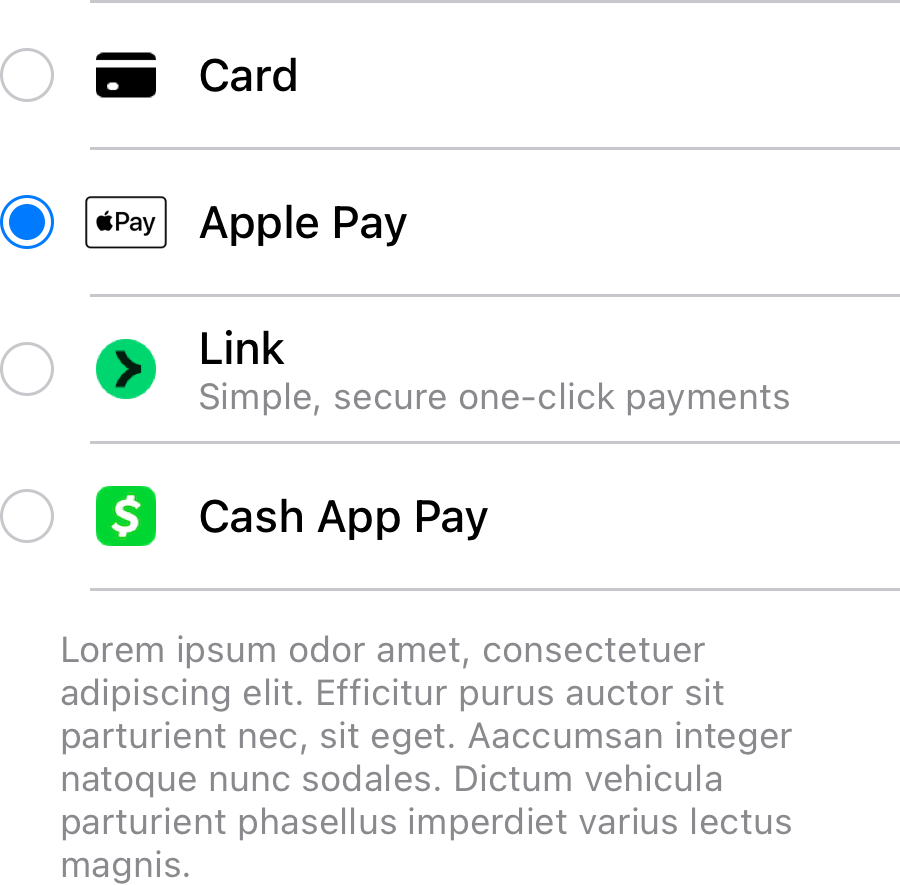 Card
Pay
Apple Pay
Link
Simple, secure one-click payments
$
Cash App Pay
Lorem ipsum odor amet, consectetuer
adipiscing elit. Efficitur purus auctor sit
parturient nec, sit eget. Aaccumsan integer
natoque nunc sodales. Dictum vehicula
parturient phasellus imperdiet varius lectus
magnis.